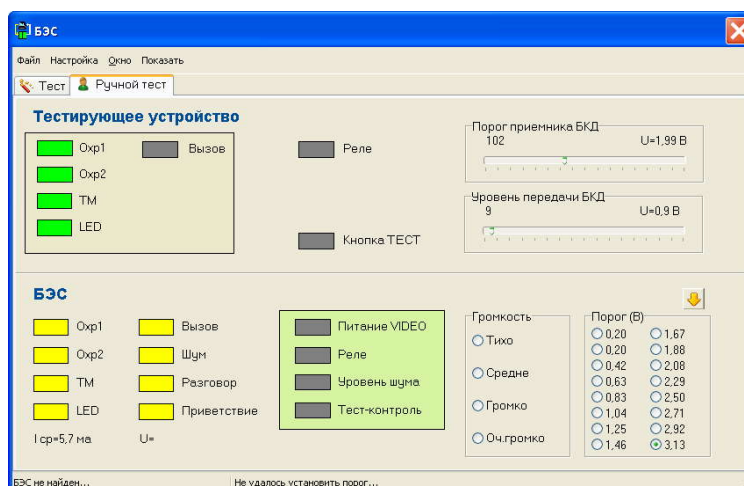 БЭС
Файл Настройка Окно Показать
Тест Ручной тест
Тестирующее устройство
Охр1 Вызов
Охр2
ТМ
LED
Реле
Кнопка ТЕСТ
Порог приемника БКД
102 U=1,99 В
Уровень передачи БКД
9 U=0,9 В
БЭС
Охр1 Вызов
Охр2 Шум
ТМ Разговор
LED Приветствие
I ср=5,7 ма U=
Питание VIDEO
Реле
Уровень шума
Тест-контроль
Громкость
Тихо
Средне
Громко
Оч.громко
Порог (В)
0,20 1,67
0,20 1,88
0,42 2,08
0,63 2,29
0,83 2,50
1,04 2,71
1,25 2,92
1,46 3,13
БЭС не найден... Не удалось установить порог...